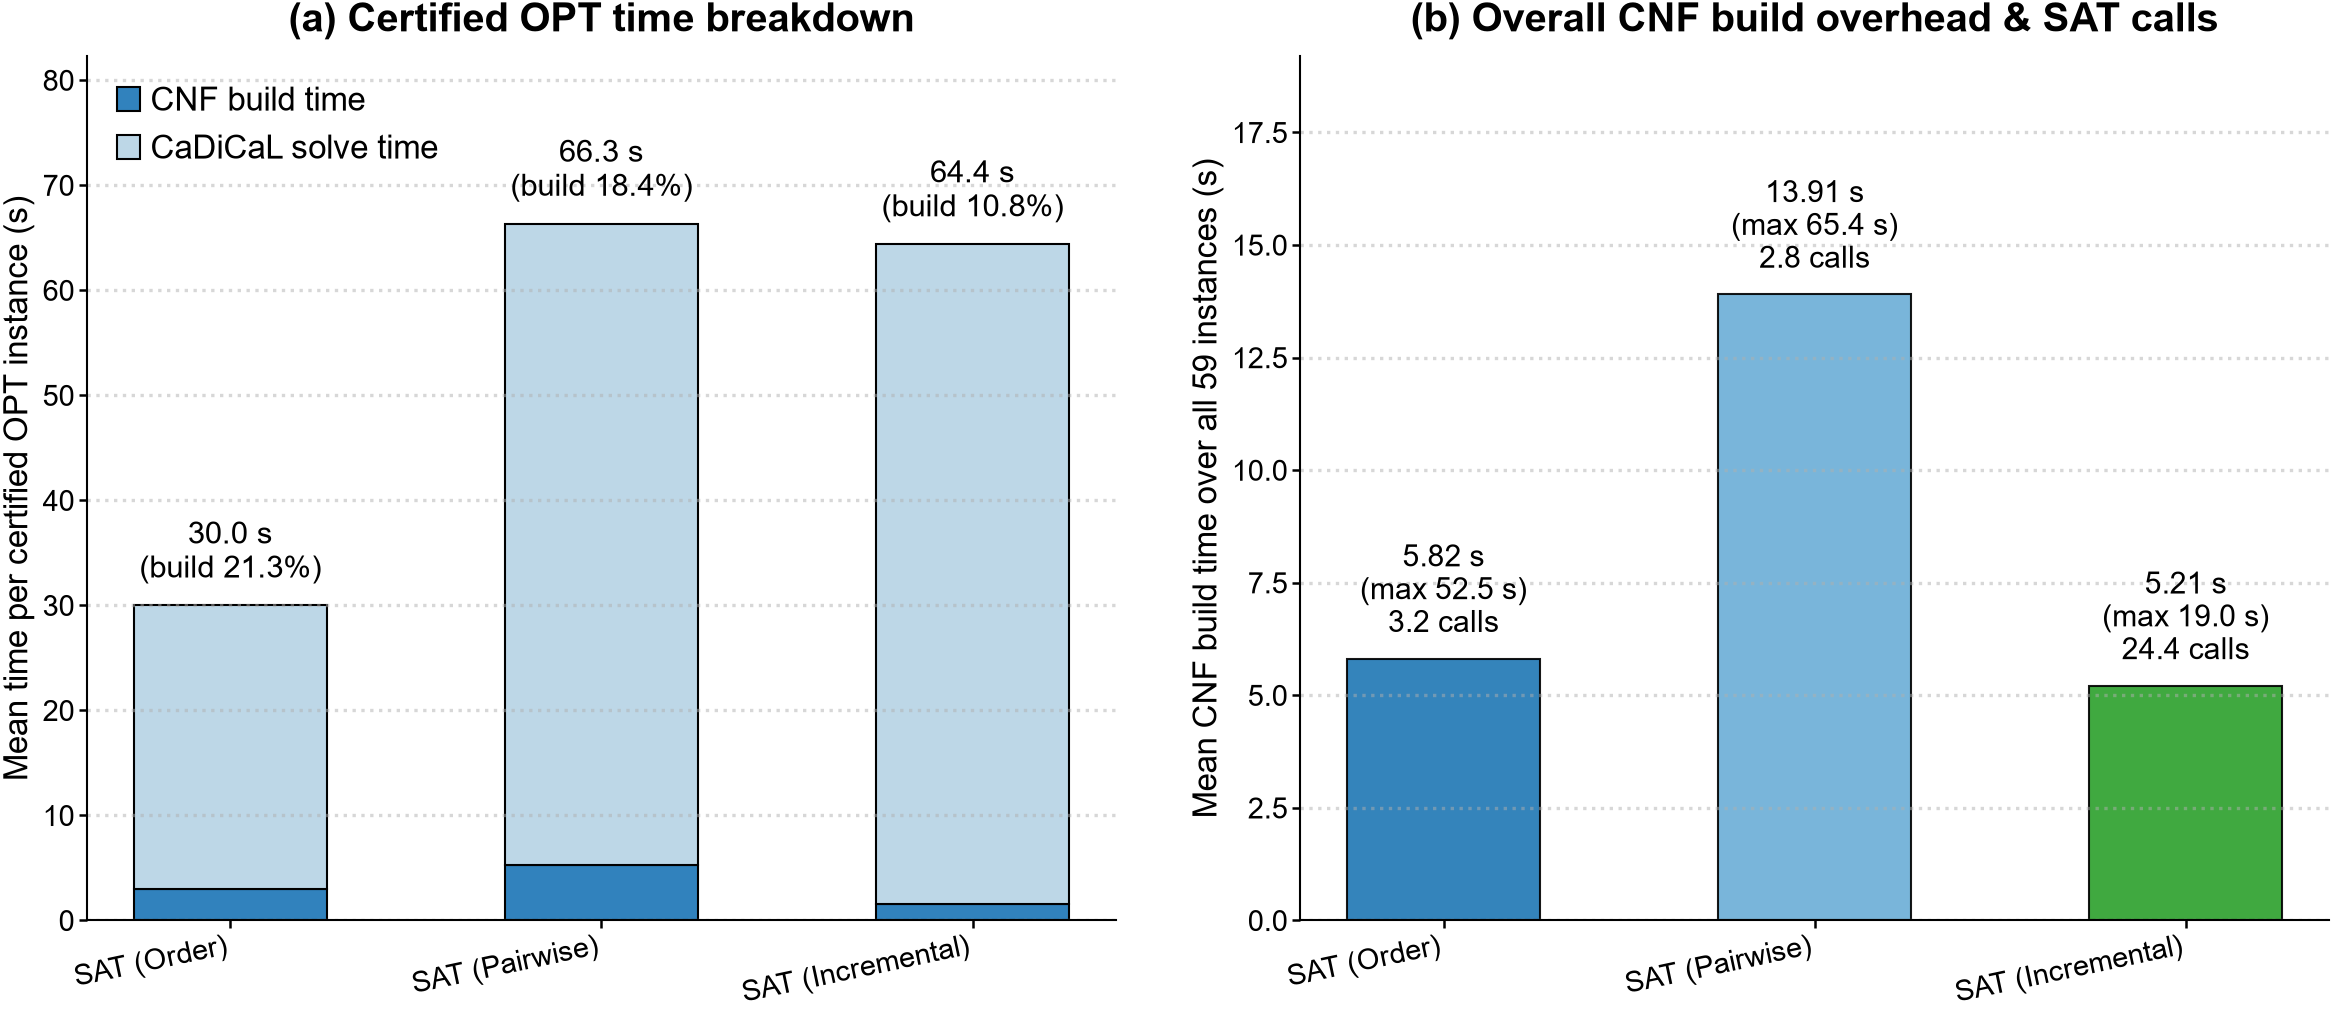 (a) Certified OPT time breakdown
Mean time per certified OPT instance (s)
80
70
60
50
40
30
20
10
0
CNF build time
CaDiCaL solve time
30.0 s
(build 21.3%)
66.3 s
(build 18.4%)
64.4 s
(build 10.8%)
SAT (Order)
SAT (Pairwise)
SAT (Incremental)
(b) Overall CNF build overhead & SAT calls
Mean CNF build time over all 59 instances (s)
17.5
15.0
12.5
10.0
7.5
5.0
2.5
0.0
5.82 s
(max 52.5 s)
3.2 calls
13.91 s
(max 65.4 s)
2.8 calls
5.21 s
(max 19.0 s)
24.4 calls
SAT (Order)
SAT (Pairwise)
SAT (Incremental)